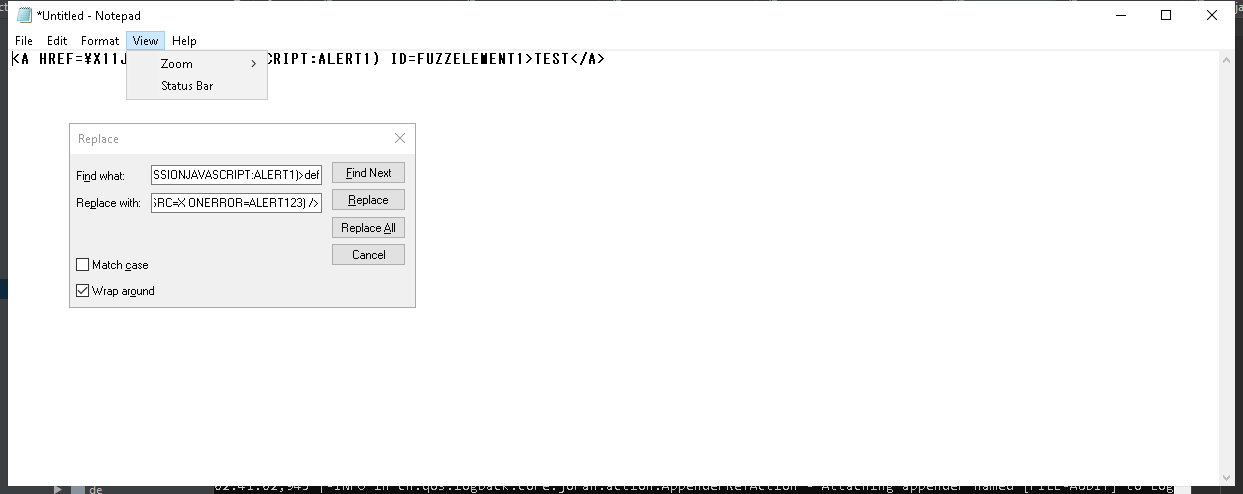 *Untitled - Notepad
File Edit Format View Help
<A HREF=¥X11J CRIPT:ALERT1) ID=FUZZELEMENT1>TEST</A>
Zoom
Status Bar
Replace
Find what: SSIONJAVASCRIPT:ALERT1)>def Find Next
Replace with: SRC=X ONERROR=ALERT123) /> Replace
Replace All
Cancel
Match case
Wrap around
de
02:41:02,945 |-INFO in ch.qos.logback.core.joran.action.AppenderRefAction - Attaching appender named [FILE-AUDIT] to Log